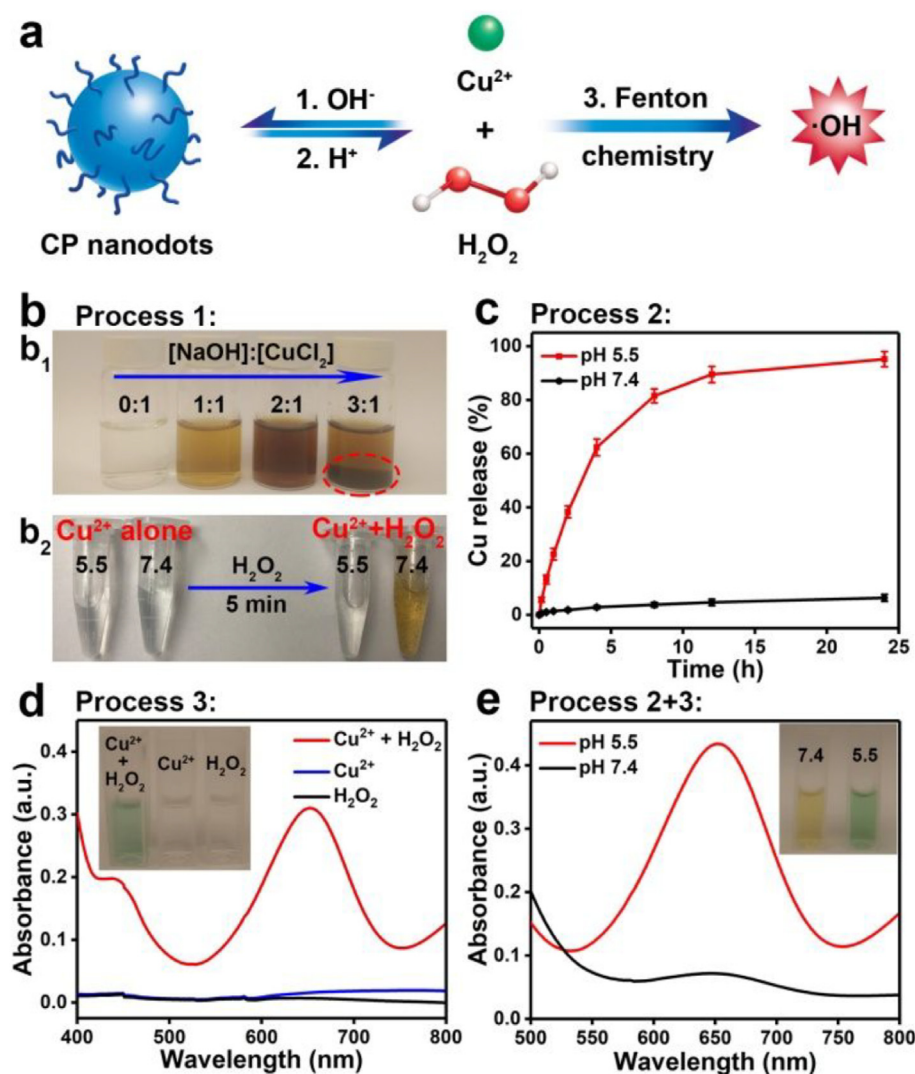 a
Cu²⁺
+
H₂O₂
CP nanodots
1. OH⁻
2. H⁺
3. Fenton
chemistry
·OH
b Process 1:
b₁
[NaOH]:[CuCl₂]
0:1 1:1 2:1 3:1
b₂
Cu²⁺ alone
5.5 7.4
H₂O₂
5 min
Cu²⁺+H₂O₂
5.5 7.4
c Process 2:
pH 5.5
pH 7.4
Cu release (%)
100
80
60
40
20
0
0 5 10 15 20 25
Time (h)
d Process 3:
Cu²⁺
+
H₂O₂
Cu²⁺ H₂O₂
Cu²⁺ + H₂O₂
Cu²⁺
H₂O₂
Absorbance (a.u.)
0.4
0.3
0.2
0.1
0.0
400 500 600 700 800
Wavelength (nm)
e Process 2+3:
pH 5.5
pH 7.4
7.4 5.5
Absorbance (a.u.)
0.4
0.3
0.2
0.1
0.0
500 550 600 650 700 750 800
Wavelength (nm)